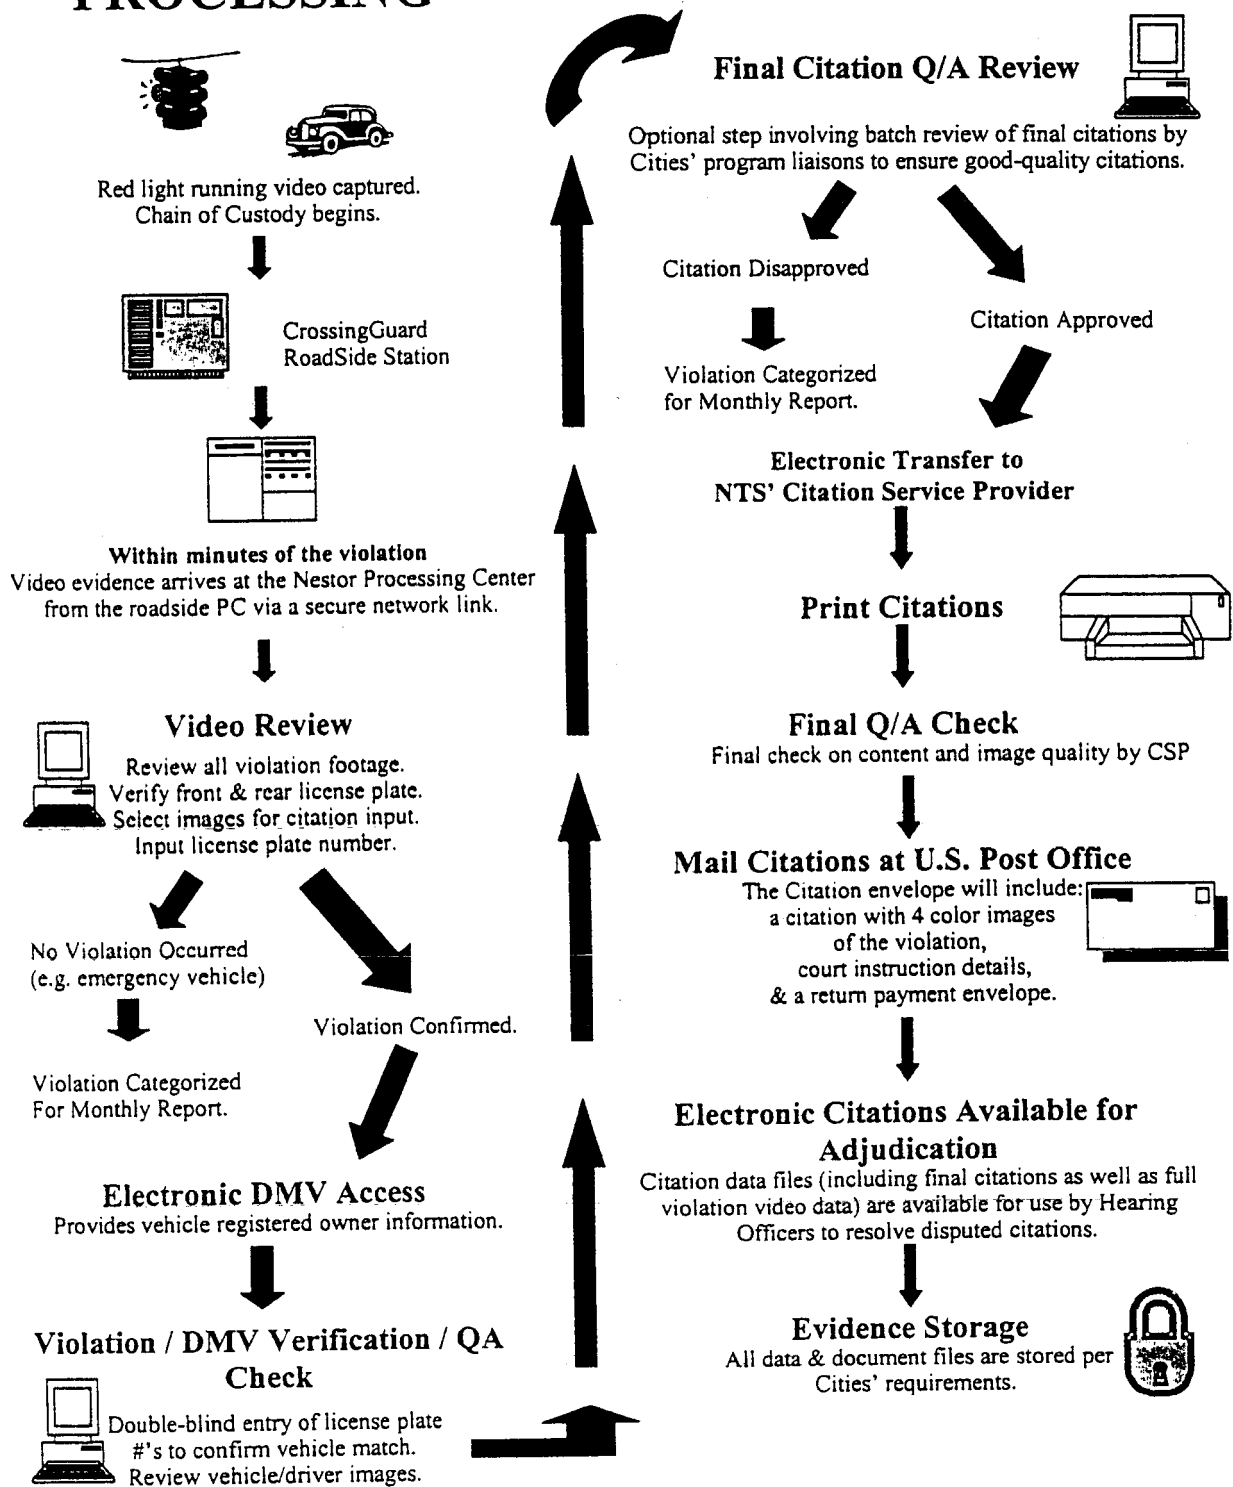 PROCESSING
Red light running video captured.
Chain of Custody begins.
CrossingGuard
RoadSide Station
Within minutes of the violation
Video evidence arrives at the Nestor Processing Center
from the roadside PC via a secure network link.
Video Review
Review all violation footage.
Verify front & rear license plate.
Select images for citation input.
Input license plate number.
No Violation Occurred
(e.g. emergency vehicle)
Violation Confirmed.
Violation Categorized
For Monthly Report.
Electronic DMV Access
Provides vehicle registered owner information.
Violation / DMV Verification / QA
Check
Double-blind entry of license plate
#'s to confirm vehicle match.
Review vehicle/driver images.
Final Citation Q/A Review
Optional step involving batch review of final citations by
Cities' program liaisons to ensure good-quality citations.
Citation Disapproved
Citation Approved
Violation Categorized
for Monthly Report.
Electronic Transfer to
NTS' Citation Service Provider
Print Citations
Final Q/A Check
Final check on content and image quality by CSP
Mail Citations at U.S. Post Office
The Citation envelope will include:
a citation with 4 color images
of the violation,
court instruction details,
& a return payment envelope.
Electronic Citations Available for
Adjudication
Citation data files (including final citations as well as full
violation video data) are available for use by Hearing
Officers to resolve disputed citations.
Evidence Storage
All data & document files are stored per
Cities' requirements.